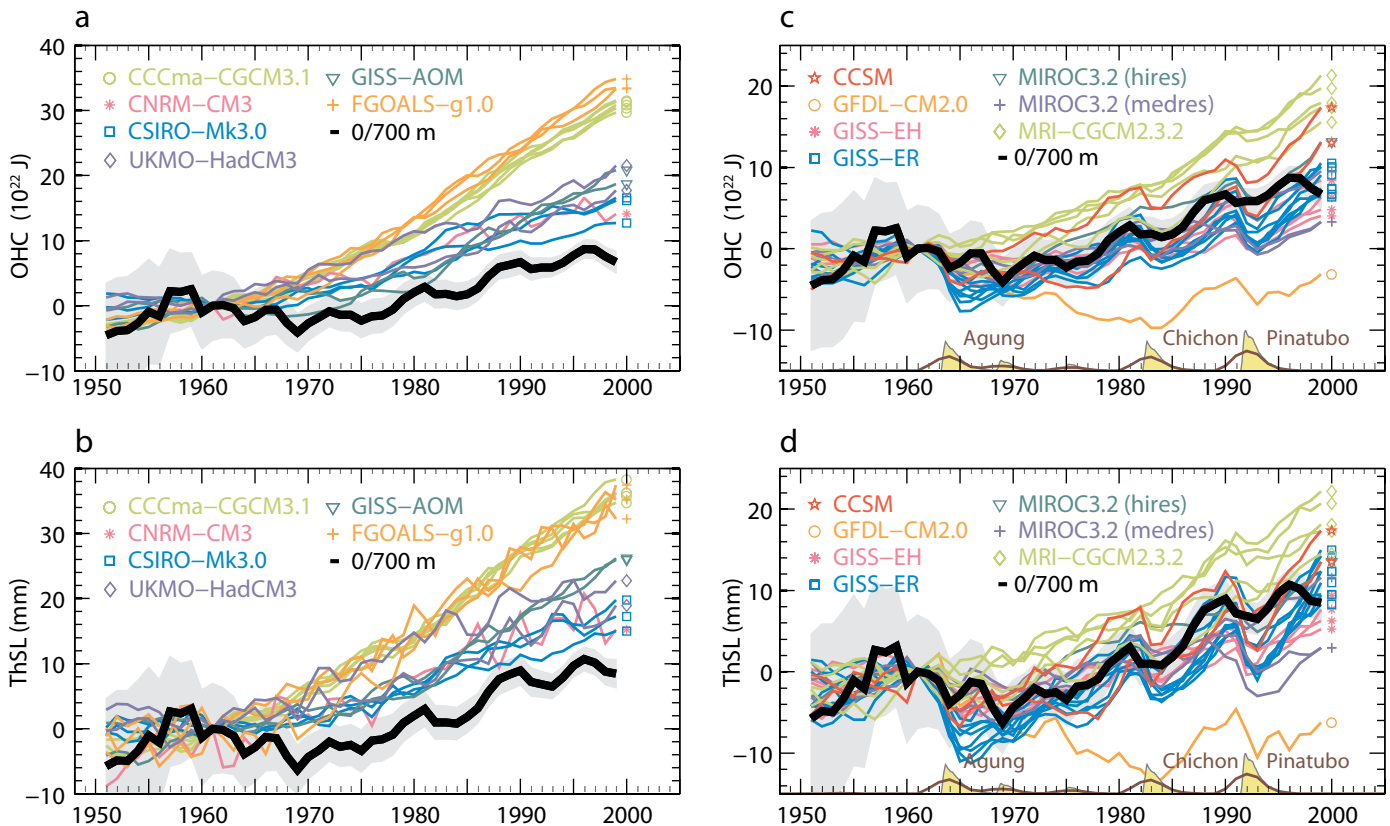 a
OHC (10²² J)
40
30
20
10
0
−10
CCCma−CGCM3.1
CNRM−CM3
CSIRO−Mk3.0
UKMO−HadCM3
GISS−AOM
FGOALS−g1.0
0/700 m
1950 1960 1970 1980 1990 2000
c
OHC (10²² J)
20
10
0
−10
CCSM
GFDL−CM2.0
GISS−EH
GISS−ER
MIROC3.2 (hires)
MIROC3.2 (medres)
MRI−CGCM2.3.2
0/700 m
Agung
Chichon
Pinatubo
1950 1960 1970 1980 1990 2000
b
ThSL (mm)
40
30
20
10
0
−10
CCCma−CGCM3.1
CNRM−CM3
CSIRO−Mk3.0
UKMO−HadCM3
GISS−AOM
FGOALS−g1.0
0/700 m
1950 1960 1970 1980 1990 2000
d
ThSL (mm)
20
10
0
−10
CCSM
GFDL−CM2.0
GISS−EH
GISS−ER
MIROC3.2 (hires)
MIROC3.2 (medres)
MRI−CGCM2.3.2
0/700 m
Agung
Chichon
Pinatubo
1950 1960 1970 1980 1990 2000